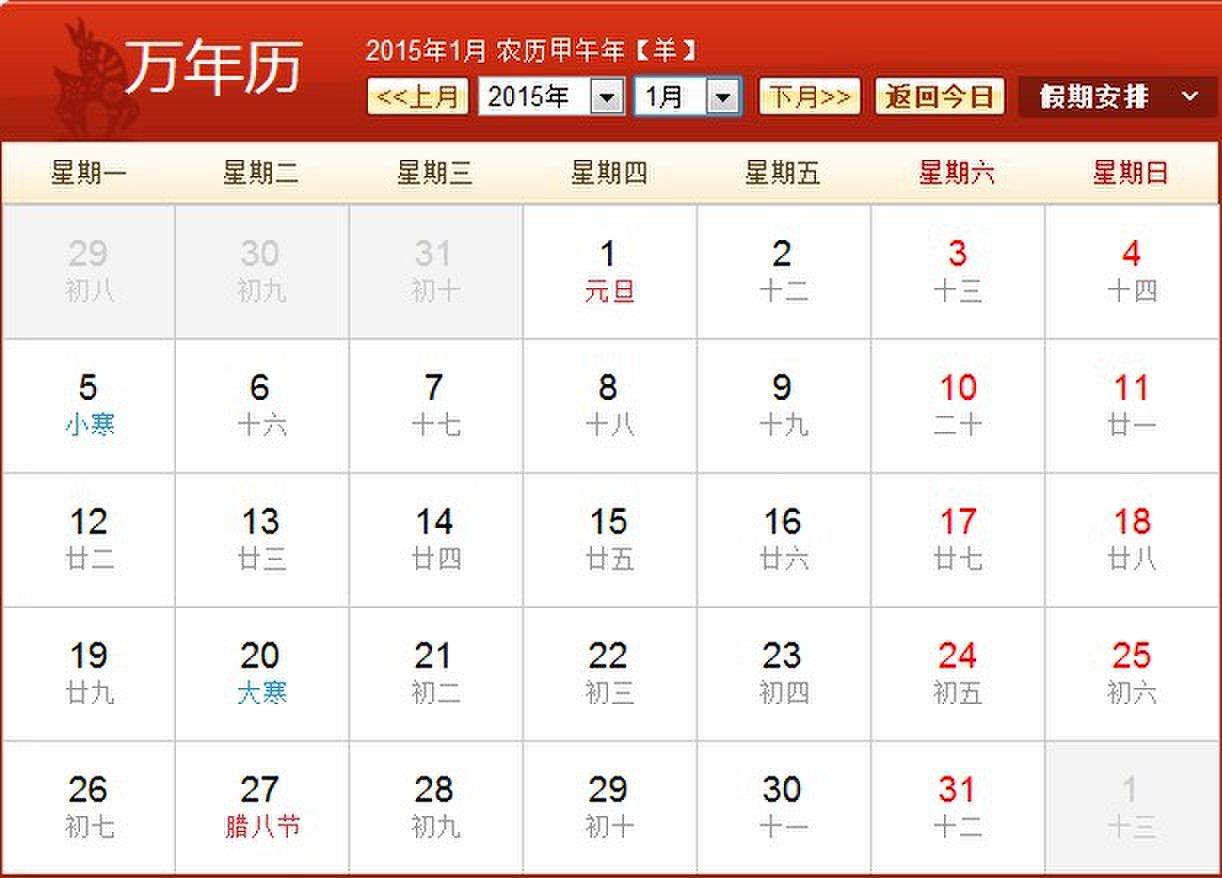 万年历
2015年1月 农历甲午年【羊】
<<上月 2015年 1月 下月>> 返回今日 假期安排
星期一 星期二 星期三 星期四 星期五 星期六 星期日
29 30 31 1 2 3 4
初八 初九 初十 元旦 十二 十三 十四
5 6 7 8 9 10 11
小寒 十六 十七 十八 十九 二十 廿一
12 13 14 15 16 17 18
廿二 廿三 廿四 廿五 廿六 廿七 廿八
19 20 21 22 23 24 25
廿九 大寒 初二 初三 初四 初五 初六
26 27 28 29 30 31 1
初七 腊八节 初九 初十 十一 十二 十三